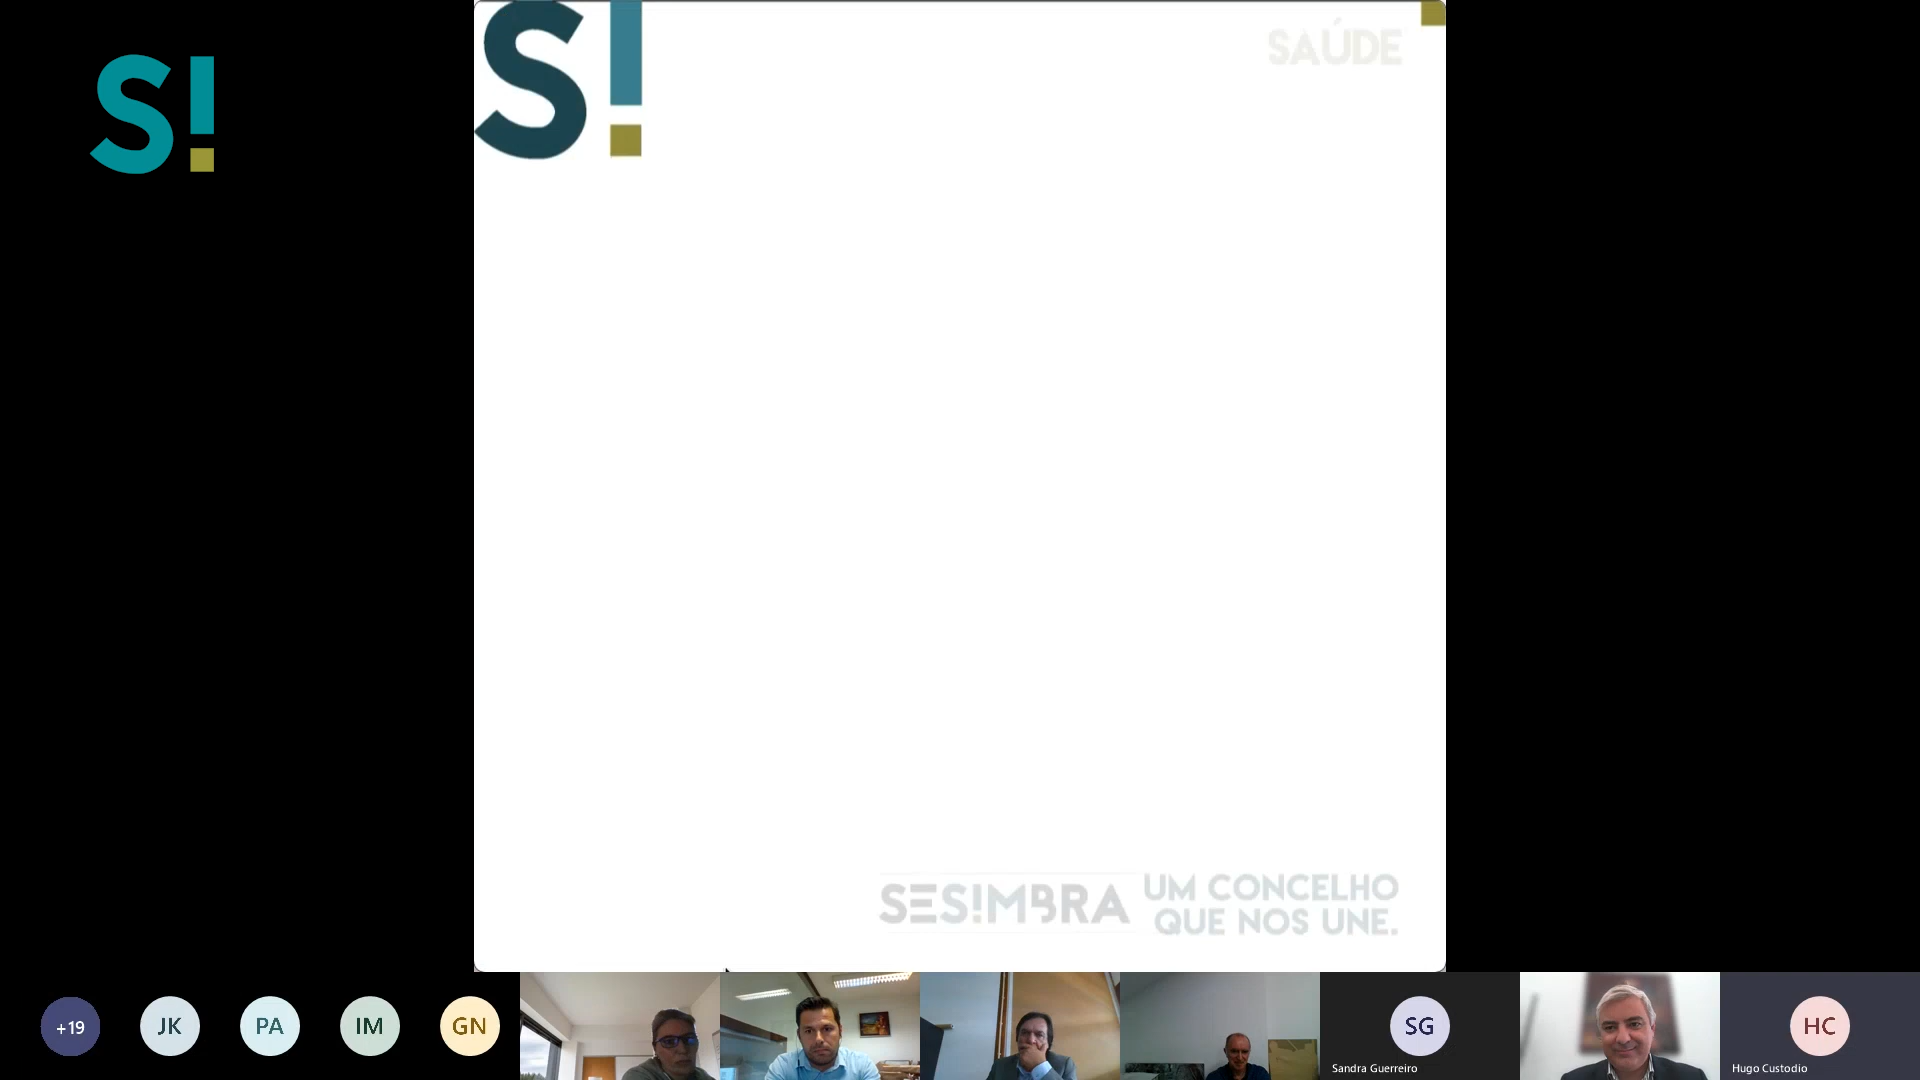 S!
S!
SAÚDE
SESIMBRA
UM CONCELHO
QUE NOS UNE.
+19
JK
PA
IM
GN
SG
Sandra Guerreiro
HC
Hugo Custodio